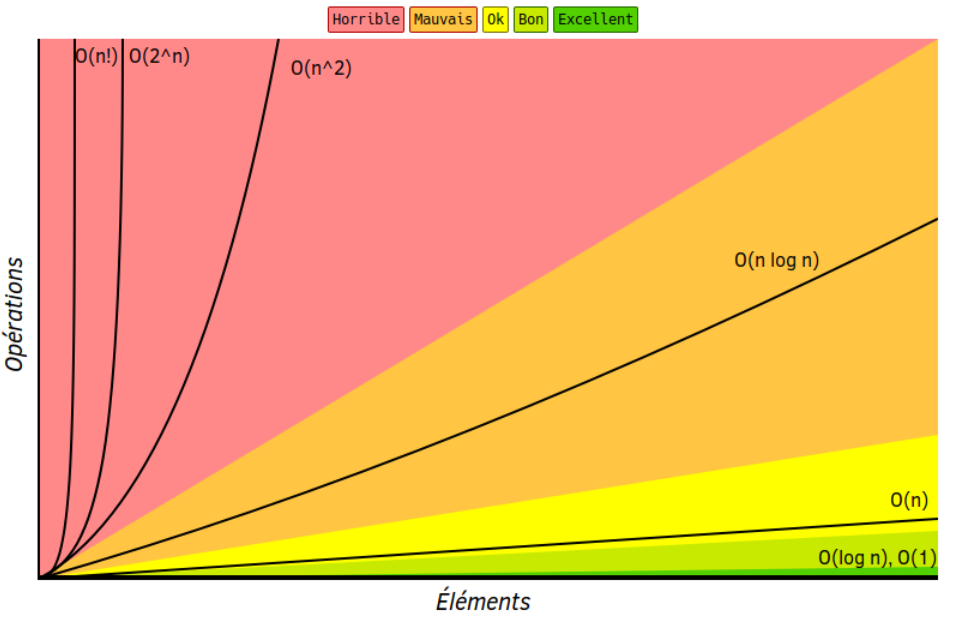 Horrible Mauvais Ok Bon Excellent
O(n!) O(2^n)
O(n^2)
O(n log n)
O(n)
O(log n), O(1)
Opérations
Éléments